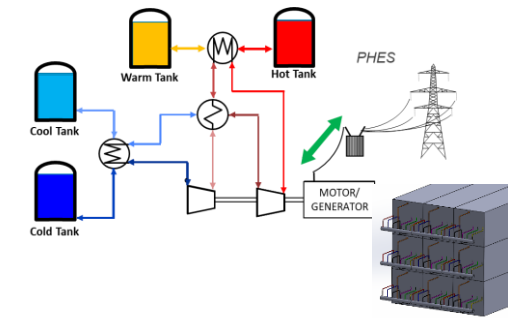 PHES
Warm Tank
Hot Tank
Cool Tank
Cold Tank
MOTOR/
GENERATOR